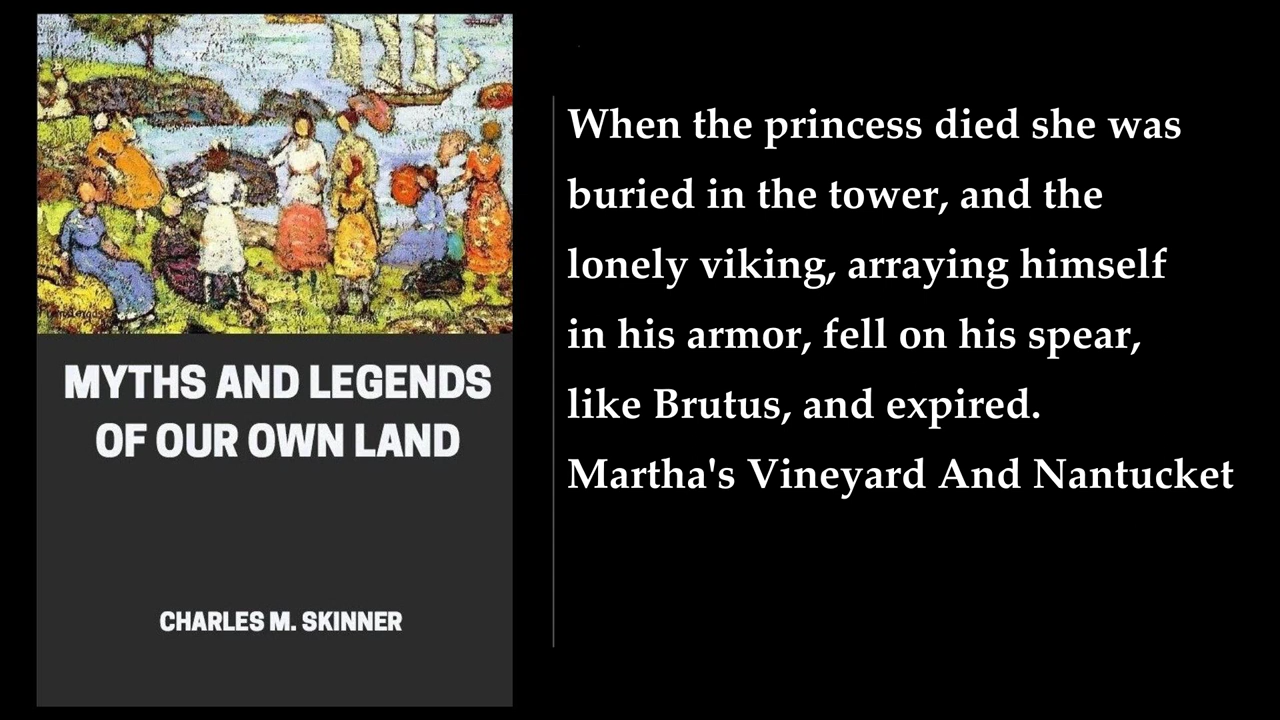 MYTHS AND LEGENDS
OF OUR OWN LAND
CHARLES M. SKINNER
When the princess died she was
buried in the tower, and the
lonely viking, arraying himself
in his armor, fell on his spear,
like Brutus, and expired.
Martha's Vineyard And Nantucket